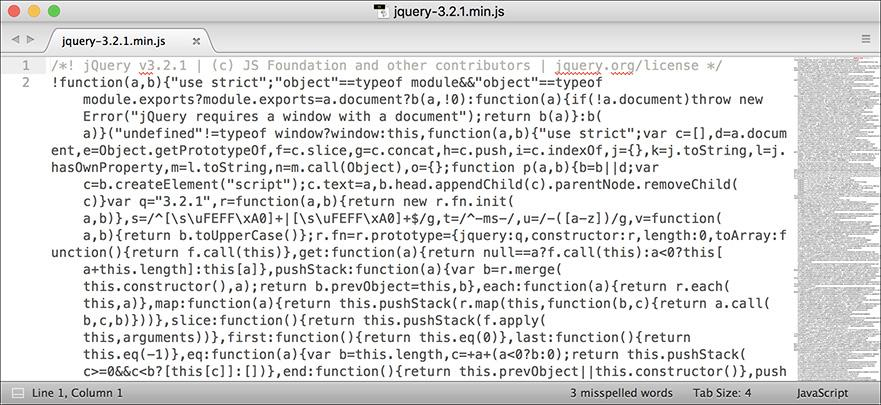 jquery-3.2.1.min.js
jquery-3.2.1.min.js
1 /*! jQuery v3.2.1 | (c) JS Foundation and other contributors | jquery.org/license */
2 !function(a,b){"use strict";"object"==typeof module&&"object"==typeof
module.exports?module.exports=a.document?b(a,!0):function(a){if(!a.document)throw new
Error("jQuery requires a window with a document");return b(a)}:b(
a)}("undefined"!=typeof window?window:this,function(a,b){"use strict";var c=[],d=a.docum
ent,e=Object.getPrototypeOf,f=c.slice,g=c.concat,h=c.push,i=c.indexOf,j={},k=j.toString,l=j.
hasOwnProperty,m=l.toString,n=m.call(Object),o={};function p(a,b){b=b||d;var
c=b.createElement("script");c.text=a,b.head.appendChild(c).parentNode.removeChild(
c)}var q="3.2.1",r=function(a,b){return new r.fn.init(
a,b)},s=/^[\s\uFEFF\xA0]+|[\s\uFEFF\xA0]+$/g,t=/^-ms-/,u=/-([a-z])/g,v=function(
a,b){return b.toUpperCase()};r.fn=r.prototype={jquery:q,constructor:r,length:0,toArray:f
unction(){return f.call(this)},get:function(a){return null==a?f.call(this):a<0?this[
a+this.length]:this[a]},pushStack:function(a){var b=r.merge(
this.constructor(),a);return b.prevObject=this,b},each:function(a){return r.each(
this,a)},map:function(a){return this.pushStack(r.map(this,function(b,c){return a.call(
b,c,b)}))},slice:function(){return this.pushStack(f.apply(
this,arguments))},first:function(){return this.eq(0)},last:function(){return
this.eq(-1)},eq:function(a){var b=this.length,c=+a+(a<0?b:0);return this.pushStack(
c>=0&&c<b?[this[c]]:[])},end:function(){return this.prevObject||this.constructor()},push
Line 1, Column 1 3 misspelled words Tab Size: 4 JavaScript